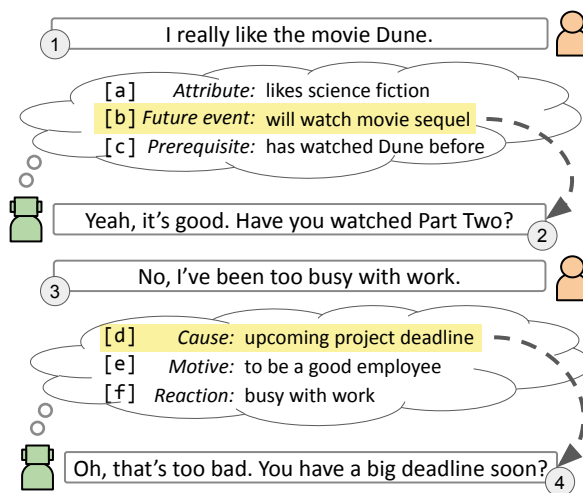 1 I really like the movie Dune.
[a] Attribute: likes science fiction
[b] Future event: will watch movie sequel
[c] Prerequisite: has watched Dune before
Yeah, it's good. Have you watched Part Two? 2
3 No, I've been too busy with work.
[d] Cause: upcoming project deadline
[e] Motive: to be a good employee
[f] Reaction: busy with work
Oh, that's too bad. You have a big deadline soon? 4